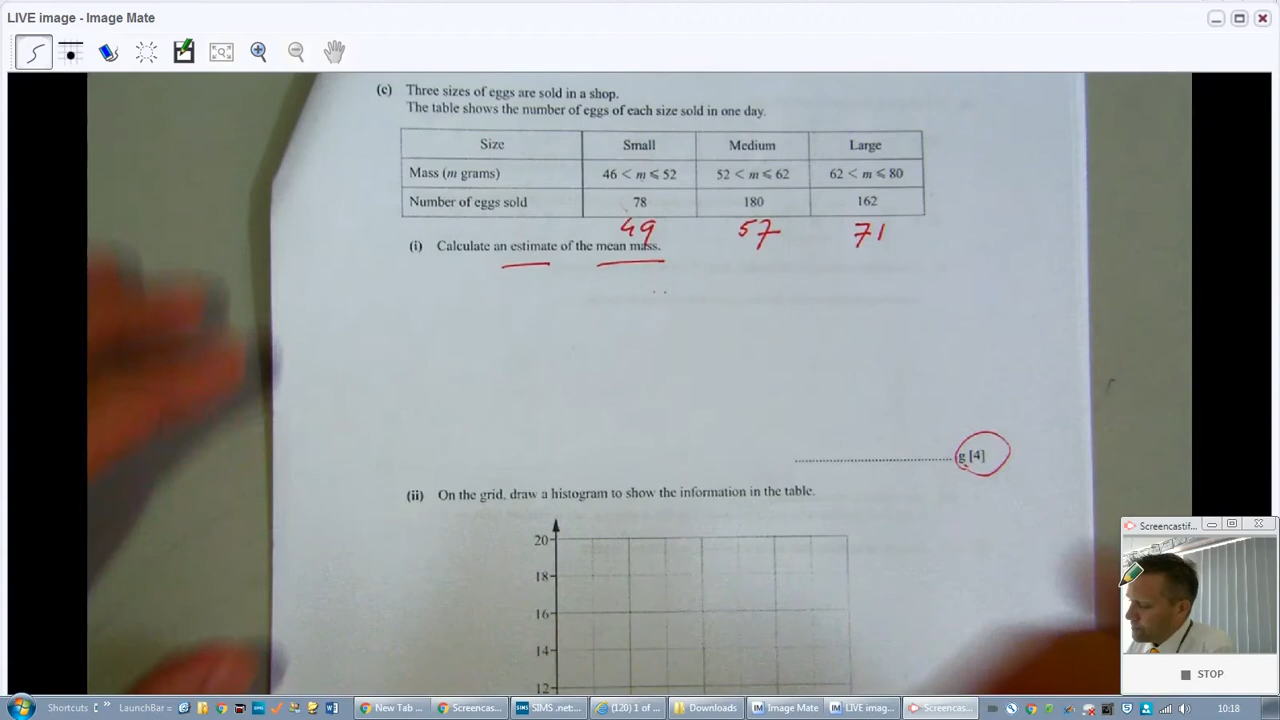 LIVE image - Image Mate
(c) Three sizes of eggs are sold in a shop.
The table shows the number of eggs of each size sold in one day.
Size Small Medium Large
Mass (m grams) 46 < m ⩽ 52 52 < m ⩽ 62 62 < m ⩽ 80
Number of eggs sold 78 180 162
49 57 71
(i) Calculate an estimate of the mean mass.
g [4]
(ii) On the grid, draw a histogram to show the information in the table.
20
18
16
14
12
Screencastif...
STOP
Shortcuts LaunchBar New Tab Screencas... SIMS .net:... (120) 1 of ... Downloads Image Mate LIVE imag... Screencas... 10:18